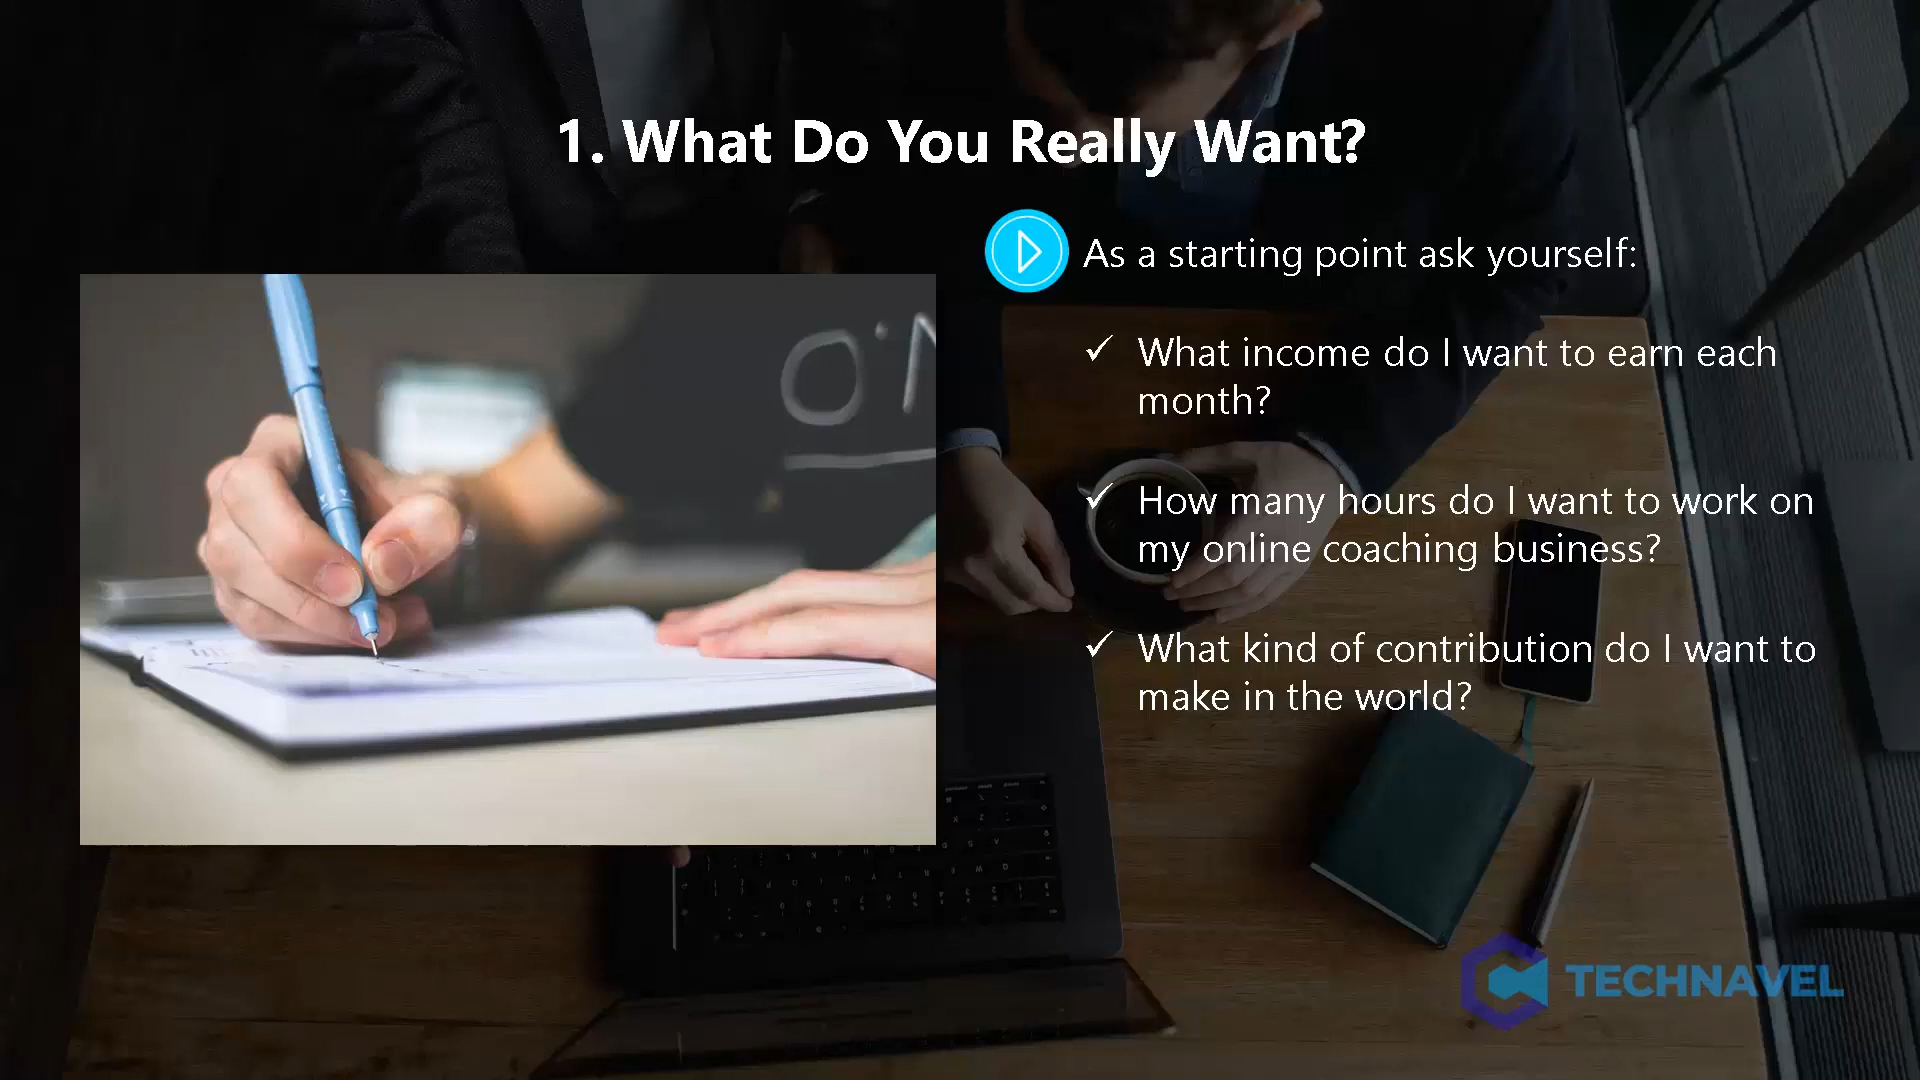 1. What Do You Really Want?
As a starting point ask yourself:
✓ What income do I want to earn each
month?
✓ How many hours do I want to work on
my online coaching business?
✓ What kind of contribution do I want to
make in the world?
TECHNAVEL